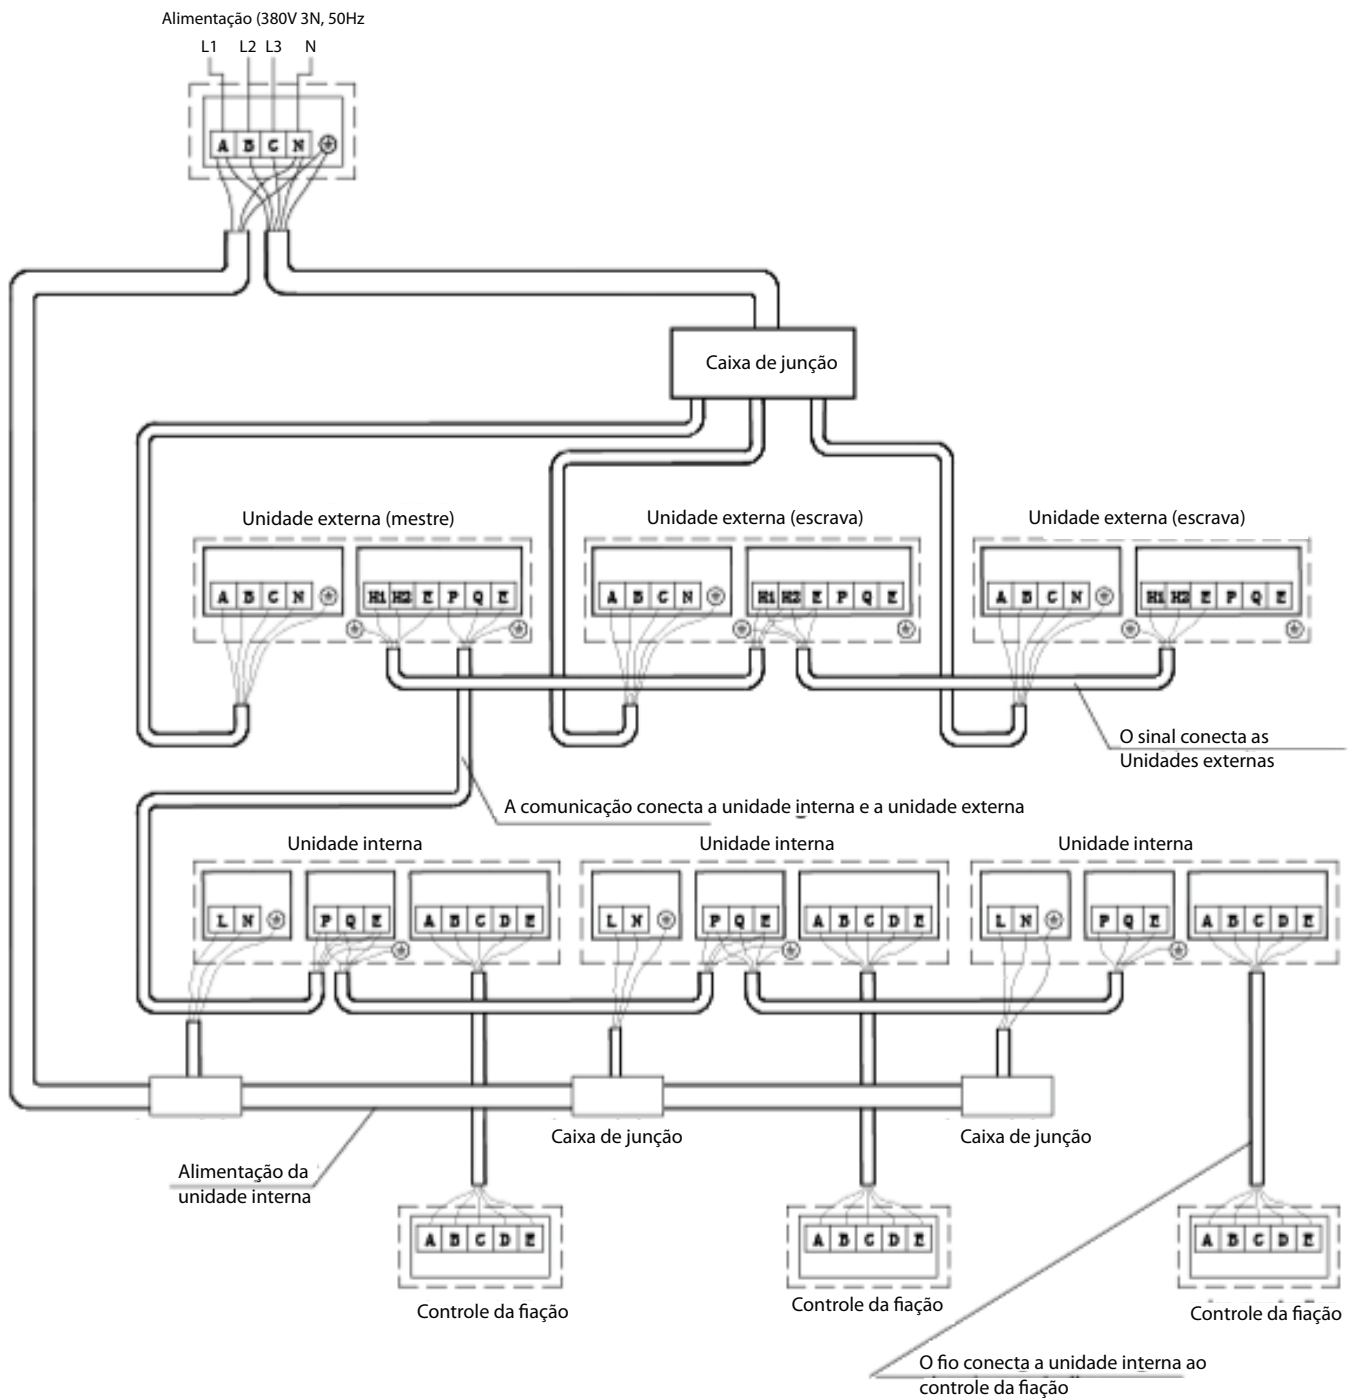 Alimentação (380V 3N, 50Hz
L1 L2 L3 N
A B C N
Caixa de junção
Unidade externa (mestre)
Unidade externa (escrava)
Unidade externa (escrava)
A B C N
H1 H2 E P Q E
A B C N
H1 H2 E P Q E
A B C N
H1 H2 E P Q E
O sinal conecta as
Unidades externas
A comunicação conecta a unidade interna e a unidade externa
Unidade interna
Unidade interna
Unidade interna
L N
P Q E
A B C D E
L N
P Q E
A B C D E
L N
P Q E
A B C D E
Caixa de junção
Caixa de junção
Alimentação da
unidade interna
A B C D E
A B C D E
A B C D E
Controle da fiação
Controle da fiação
Controle da fiação
O fio conecta a unidade interna ao
controle da fiação